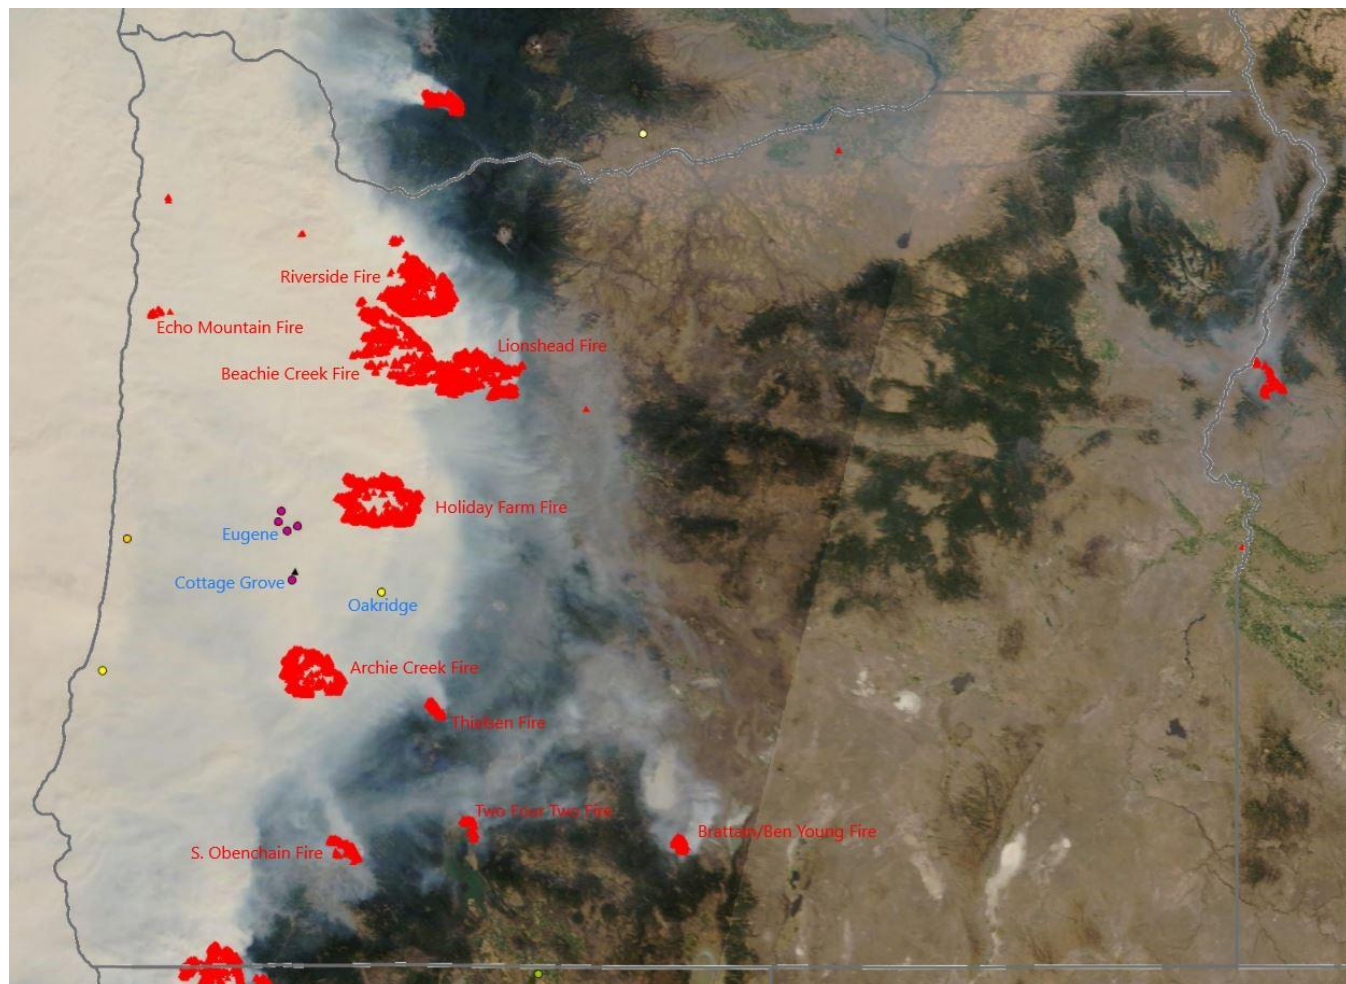 Riverside Fire
Echo Mountain Fire
Lionshead Fire
Beachie Creek Fire
Holiday Farm Fire
Eugene
Cottage Grove
Oakridge
Archie Creek Fire
Thielsen Fire
Two Four Two Fire
Brattain/Ben Young Fire
S. Obenchain Fire